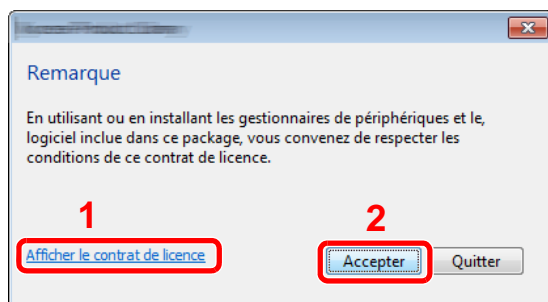 Remarque
En utilisant ou en installant les gestionnaires de périphériques et le,
logiciel inclue dans ce package, vous convenez de respecter les
conditions de ce contrat de licence.
1
2
Afficher le contrat de licence
Accepter
Quitter